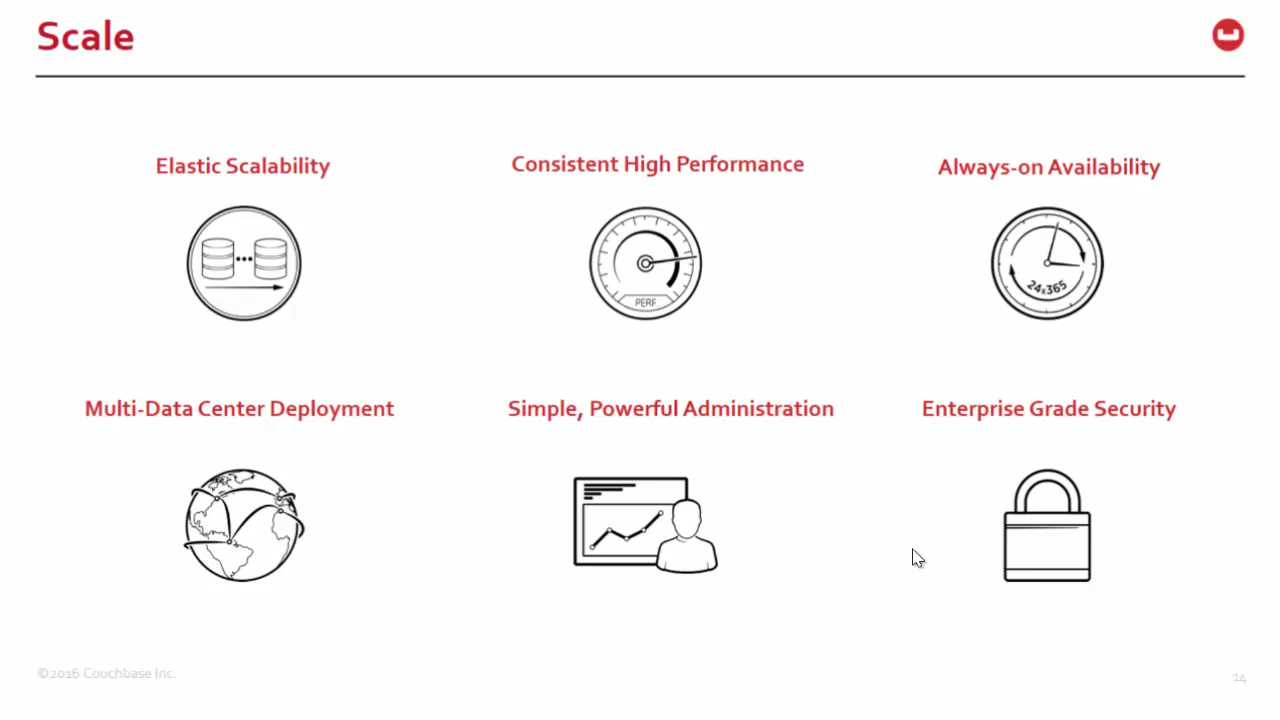 Scale
Elastic Scalability
Consistent High Performance
Always-on Availability
PERF
24x365
Multi-Data Center Deployment
Simple, Powerful Administration
Enterprise Grade Security
©2016 Couchbase Inc.
14